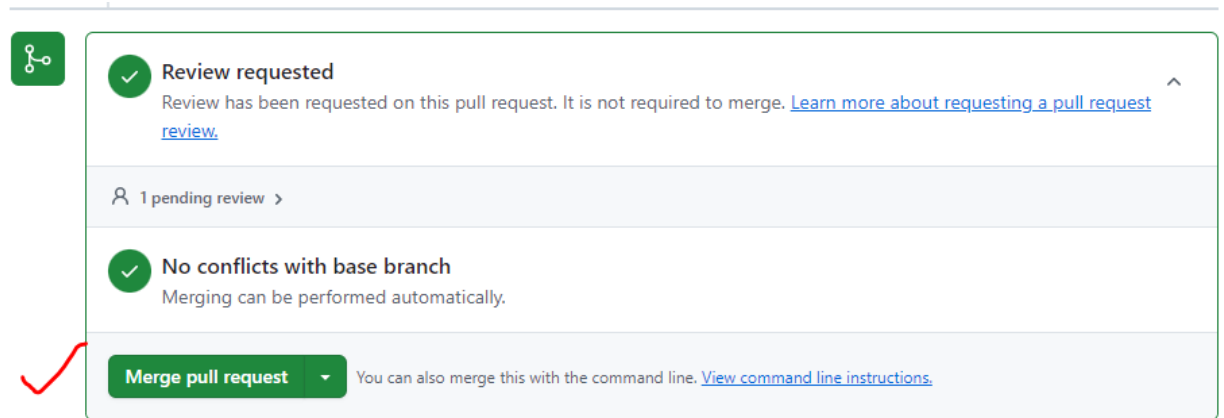 Review requested
Review has been requested on this pull request. It is not required to merge. Learn more about requesting a pull request
review.
1 pending review
No conflicts with base branch
Merging can be performed automatically.
Merge pull request You can also merge this with the command line. View command line instructions.